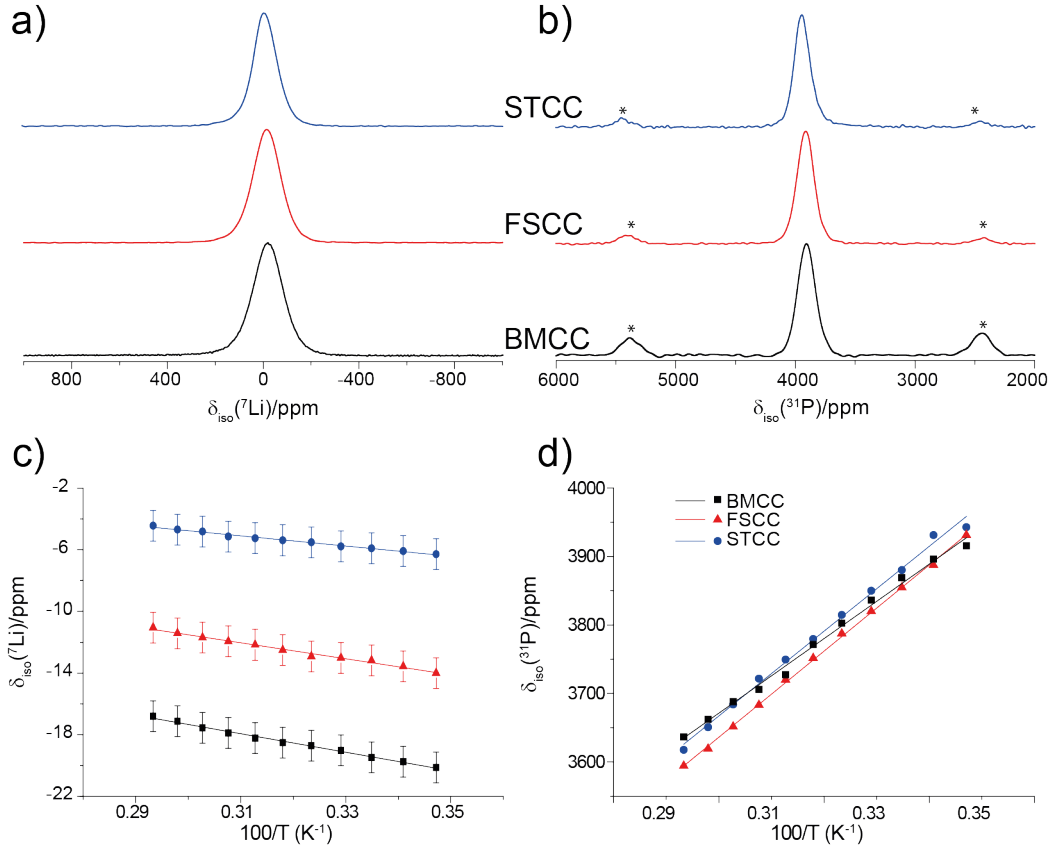 a)
b)
STCC
* *
FSCC
* *
BMCC
* *
800 400 0 -400 -800
δiso(⁷Li)/ppm
6000 5000 4000 3000 2000
δiso(³¹P)/ppm
c)
-2
-6
-10
-14
-18
-22
δiso(⁷Li)/ppm
0.29 0.31 0.33 0.35
100/T (K⁻¹)
d)
4000
3900
3800
3700
3600
δiso(³¹P)/ppm
BMCC
FSCC
STCC
0.29 0.31 0.33 0.35
100/T (K⁻¹)